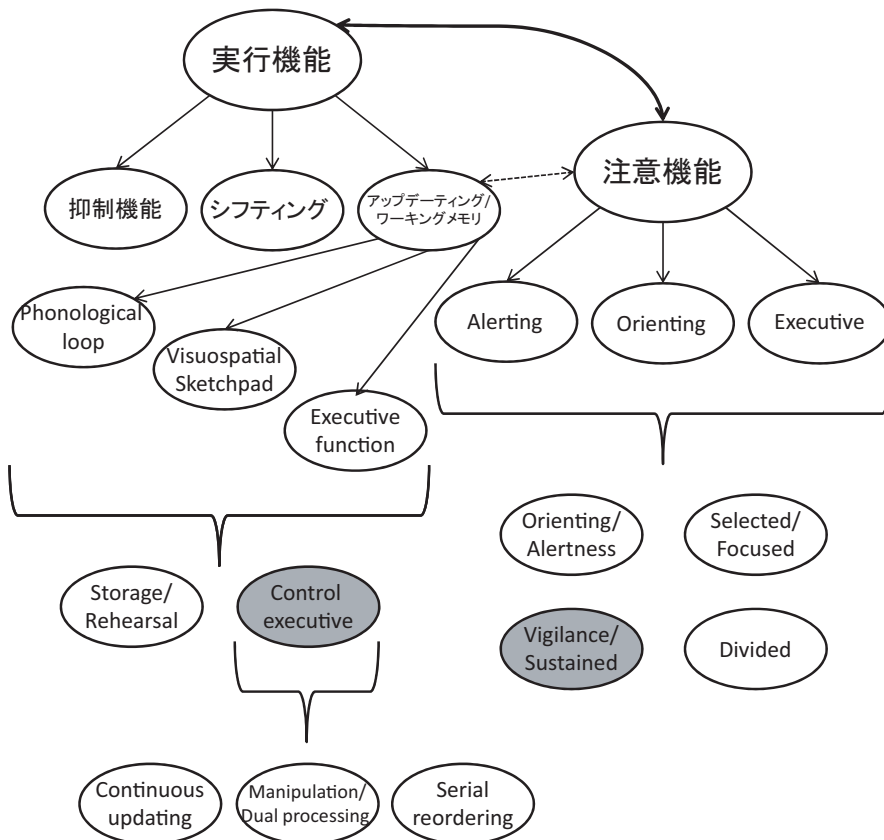 実行機能
注意機能
抑制機能
シフティング
アップデーティング/
ワーキングメモリ
Phonological
loop
Visuospatial
Sketchpad
Executive
function
Alerting
Orienting
Executive
Storage/
Rehearsal
Control
executive
Orienting/
Alertness
Selected/
Focused
Vigilance/
Sustained
Divided
Continuous
updating
Manipulation/
Dual processing
Serial
reordering